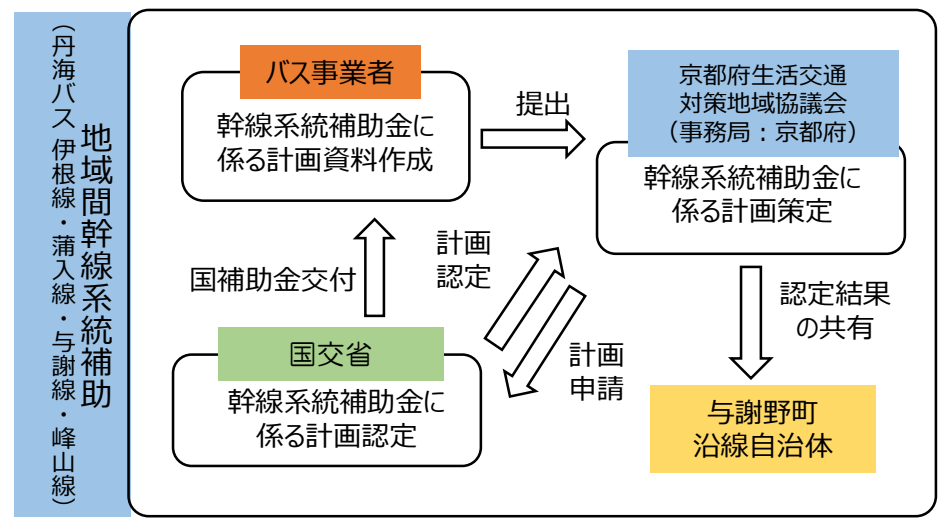 地域間幹線系統補助
(丹海バス 伊根線・蒲入線・与謝線・峰山線)
バス事業者
幹線系統補助金に
係る計画資料作成
提出
京都府生活交通
対策地域協議会
(事務局:京都府)
幹線系統補助金に
係る計画策定
国補助金交付
計画
認定
計画
申請
認定結果
の共有
国交省
幹線系統補助金に
係る計画認定
与謝野町
沿線自治体